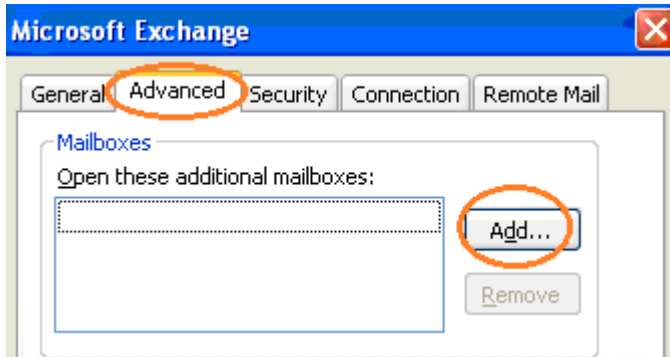 Microsoft Exchange
General Advanced Security Connection Remote Mail
Mailboxes
Open these additional mailboxes:
Add...
Remove